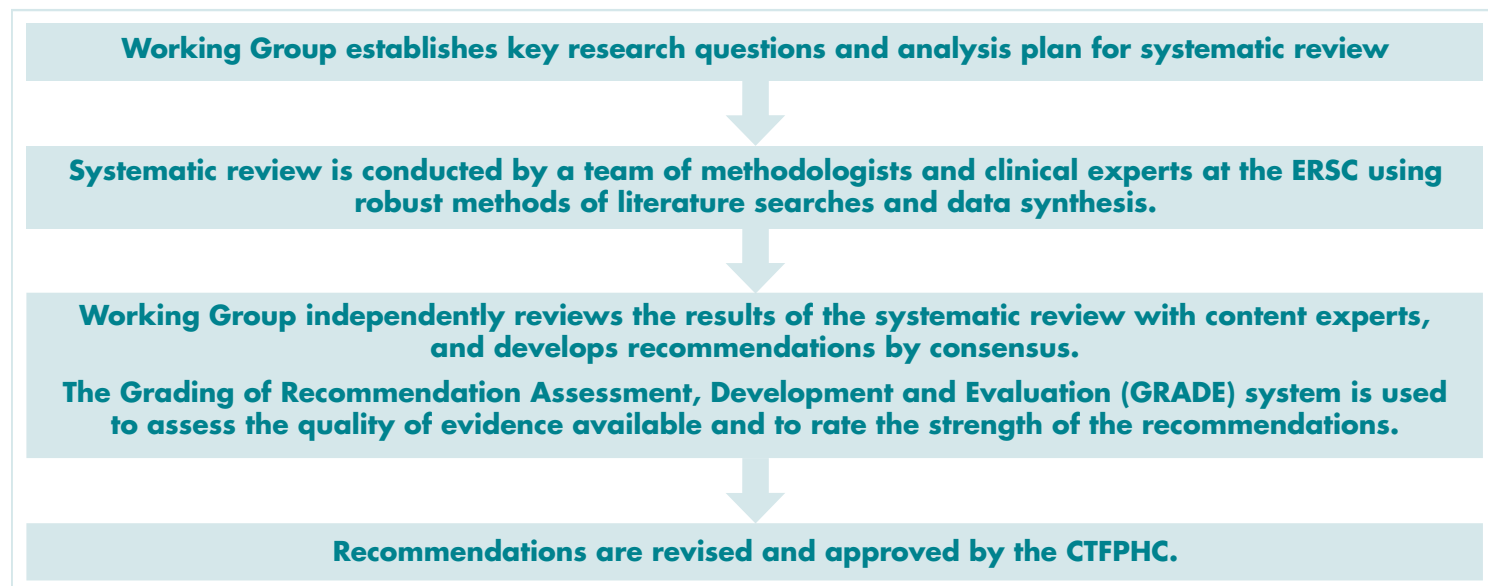 Working Group establishes key research questions and analysis plan for systematic review
Systematic review is conducted by a team of methodologists and clinical experts at the ERSC using
robust methods of literature searches and data synthesis.
Working Group independently reviews the results of the systematic review with content experts,
and develops recommendations by consensus.
The Grading of Recommendation Assessment, Development and Evaluation (GRADE) system is used
to assess the quality of evidence available and to rate the strength of the recommendations.
Recommendations are revised and approved by the CTFPHC.